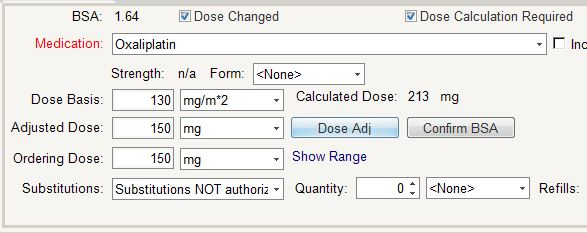 BSA: 1.64 Dose Changed Dose Calculation Required
Medication: Oxaliplatin Inc
Strength: n/a Form: <None>
Dose Basis: 130 mg/m*2 Calculated Dose: 213 mg
Adjusted Dose: 150 mg Dose Adj Confirm BSA
Ordering Dose: 150 mg Show Range
Substitutions: Substitutions NOT authoriz Quantity: 0 <None> Refills: